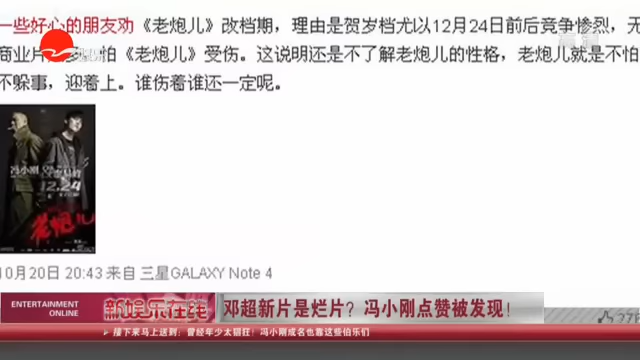 一些好心的朋友劝《老炮儿》改档期，理由是贺岁档尤以12月24日前后竞争惨烈，无
商业片
怕《老炮儿》受伤。这说明还是不了解老炮儿的性格，老炮儿就是不怕
不躲事，迎着上。谁伤着谁还一定呢。
冯小刚
12.24
老炮儿
10月20日 20:43 来自 三星GALAXY Note 4
ENTERTAINMENT
ONLINE
新娱乐在线
邓超新片是烂片？冯小刚点赞被发现！
接下来马上送到：曾经年少太猖狂！冯小刚成名也靠这些伯乐们